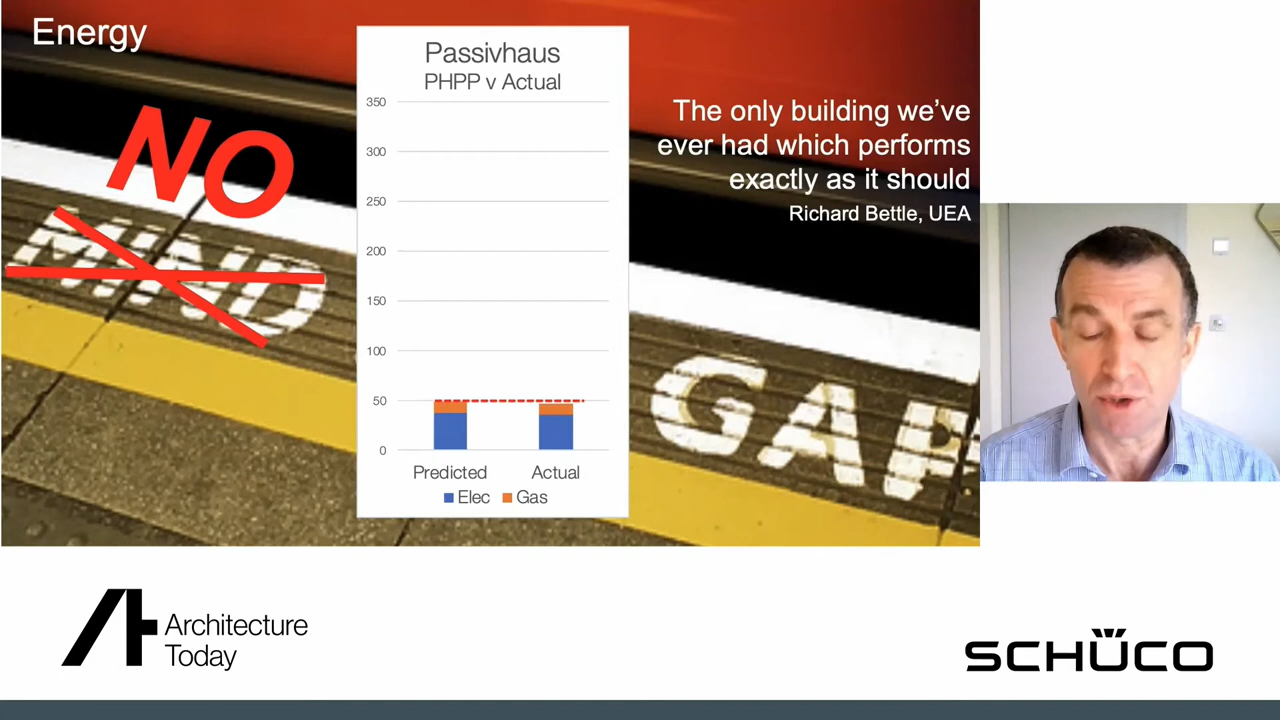 Energy
NO
MIND
GAP
Passivhaus
PHPP v Actual
350
300
250
200
150
100
50
0
Predicted
Actual
Elec
Gas
The only building we’ve
ever had which performs
exactly as it should
Richard Bettle, UEA
Architecture
Today
SCHÜCO